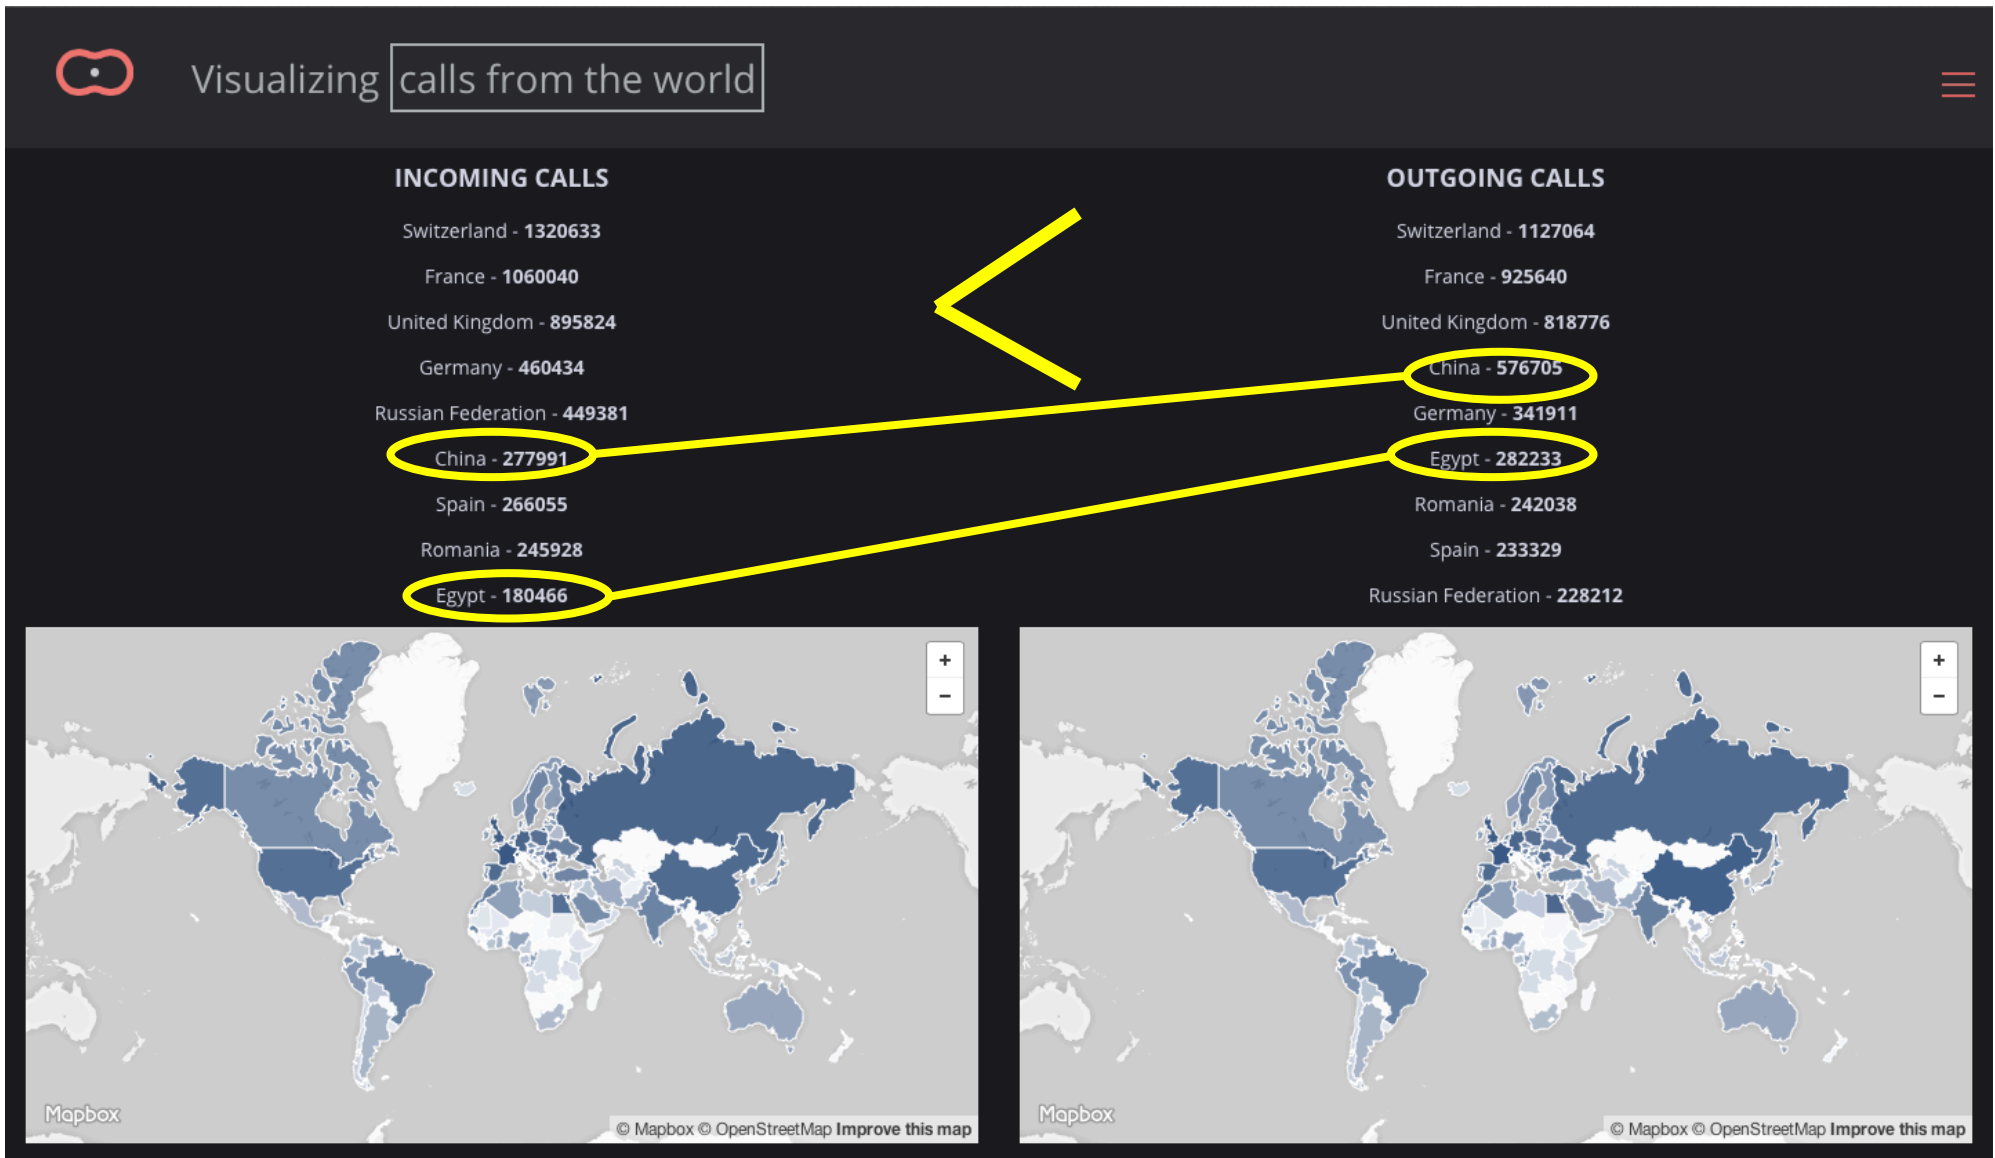 Visualizing calls from the world
INCOMING CALLS
Switzerland - 1320633
France - 1060040
United Kingdom - 895824
Germany - 460434
Russian Federation - 449381
China - 277991
Spain - 266055
Romania - 245928
Egypt - 180466
OUTGOING CALLS
Switzerland - 1127064
France - 925640
United Kingdom - 818776
China - 576705
Germany - 341911
Egypt - 282233
Romania - 242038
Spain - 233329
Russian Federation - 228212
+
−
Mapbox
© Mapbox © OpenStreetMap Improve this map
+
−
Mapbox
© Mapbox © OpenStreetMap Improve this map